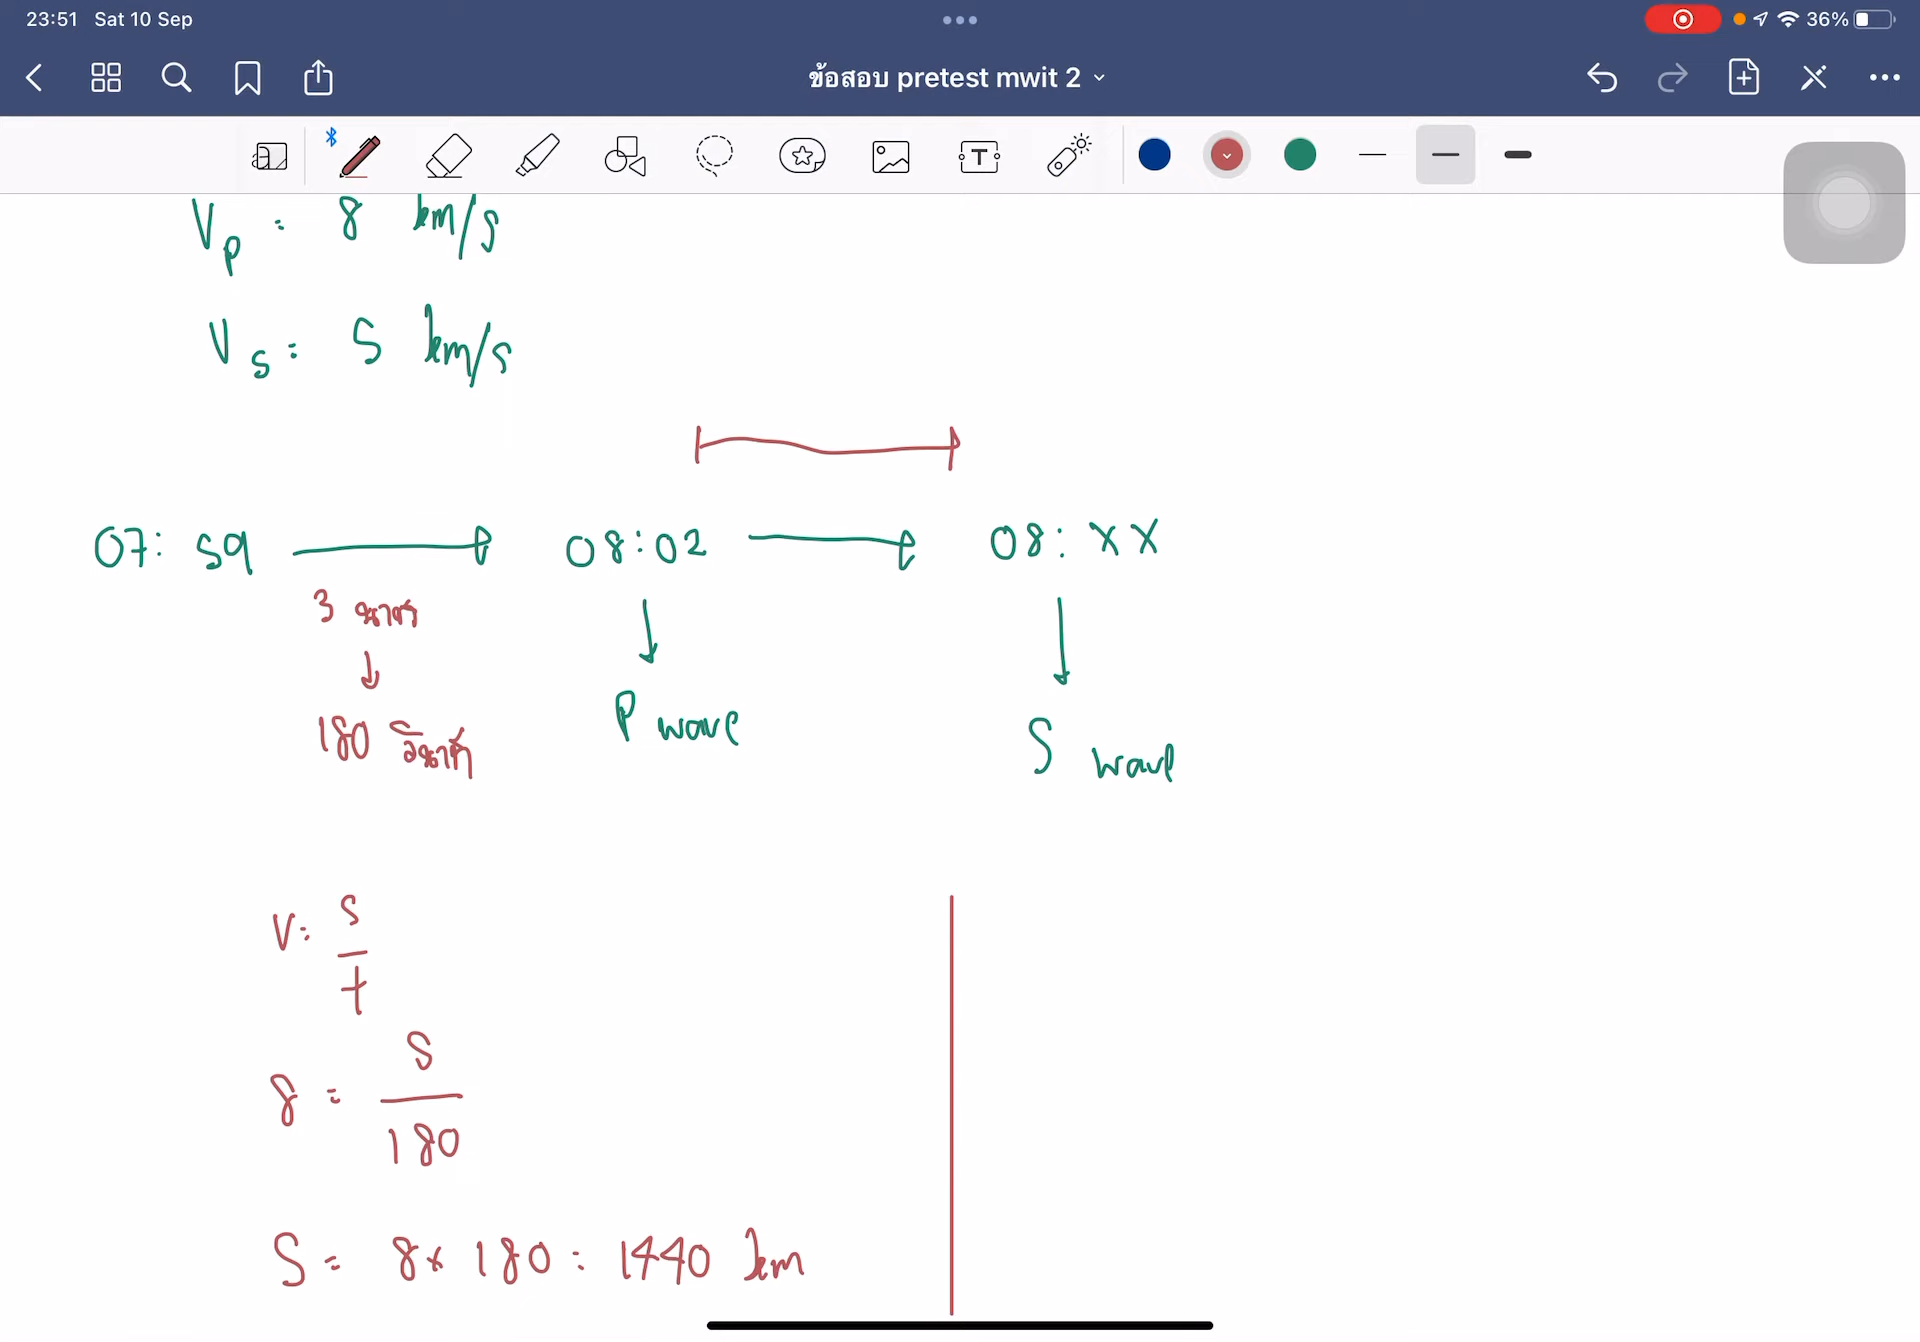 23:51 Sat 10 Sep
36%
ข้อสอบ pretest mwit 2
T
Vp = 8 km/s
Vs = 5 km/s
07: 59 08:02 08: XX
3 นาที
180 วินาที
P wave
S wave
V = s/t
8 = S/180
S = 8 × 180 = 1440 km